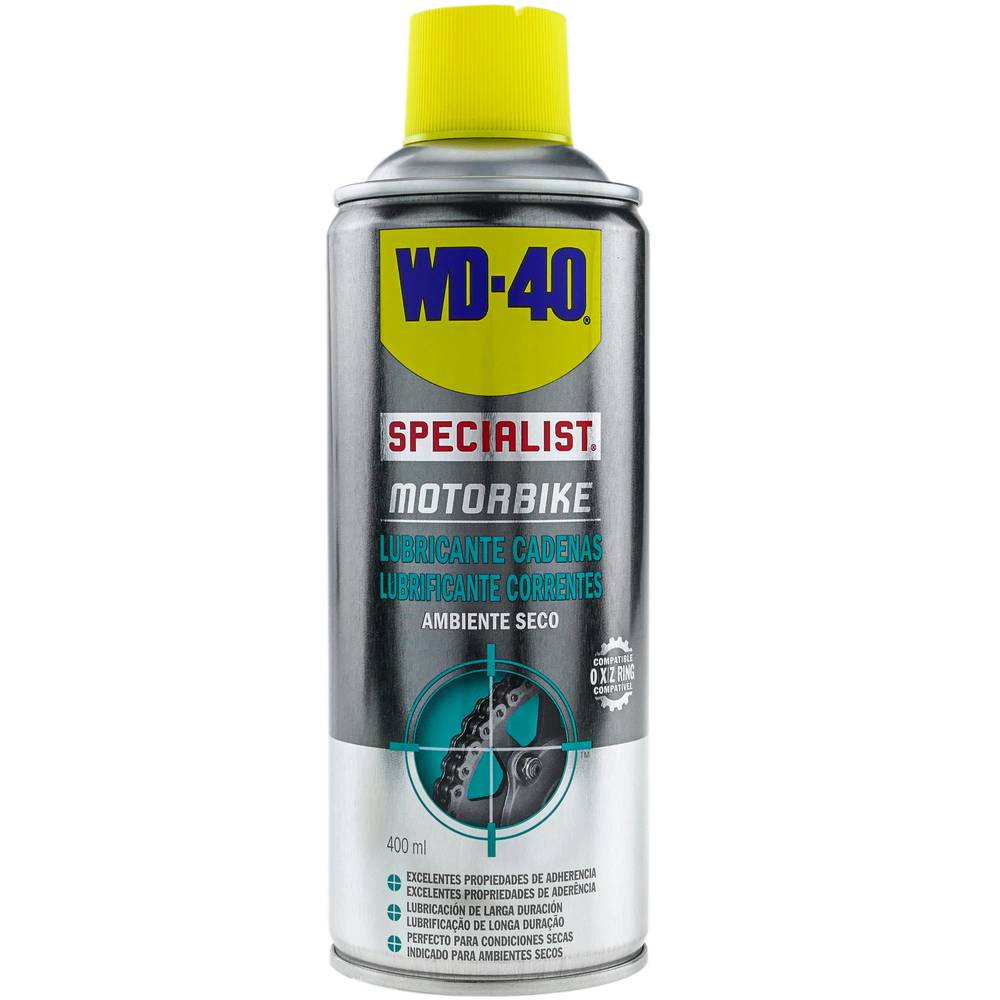 WD-40®
SPECIALIST®
MOTORBIKE
LUBRICANTE CADENAS
LUBRIFICANTE CORRENTES
AMBIENTE SECO
COMPATIBLE
O X Z RING
COMPATÍVEL
TM
400 ml
EXCELENTES PROPIEDADES DE ADHERENCIA
EXCELENTES PROPRIEDADES DE ADERÊNCIA
LUBRICACIÓN DE LARGA DURACIÓN
LUBRIFICAÇÃO DE LONGA DURAÇÃO
PERFECTO PARA CONDICIONES SECAS
INDICADO PARA AMBIENTES SECOS